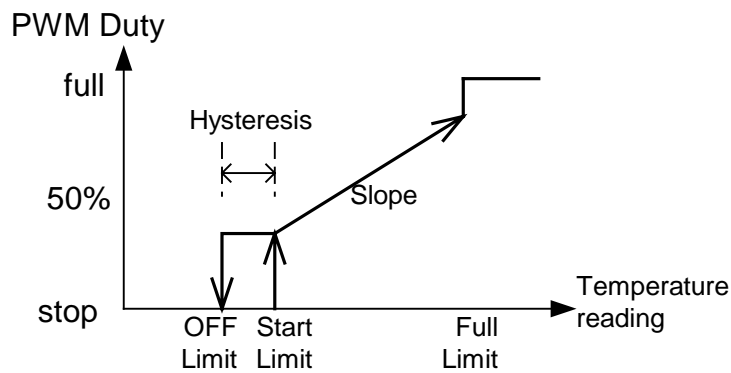 PWM Duty
full
Hysteresis
50%
Slope
stop
OFF Limit
Start Limit
Full Limit
Temperature reading